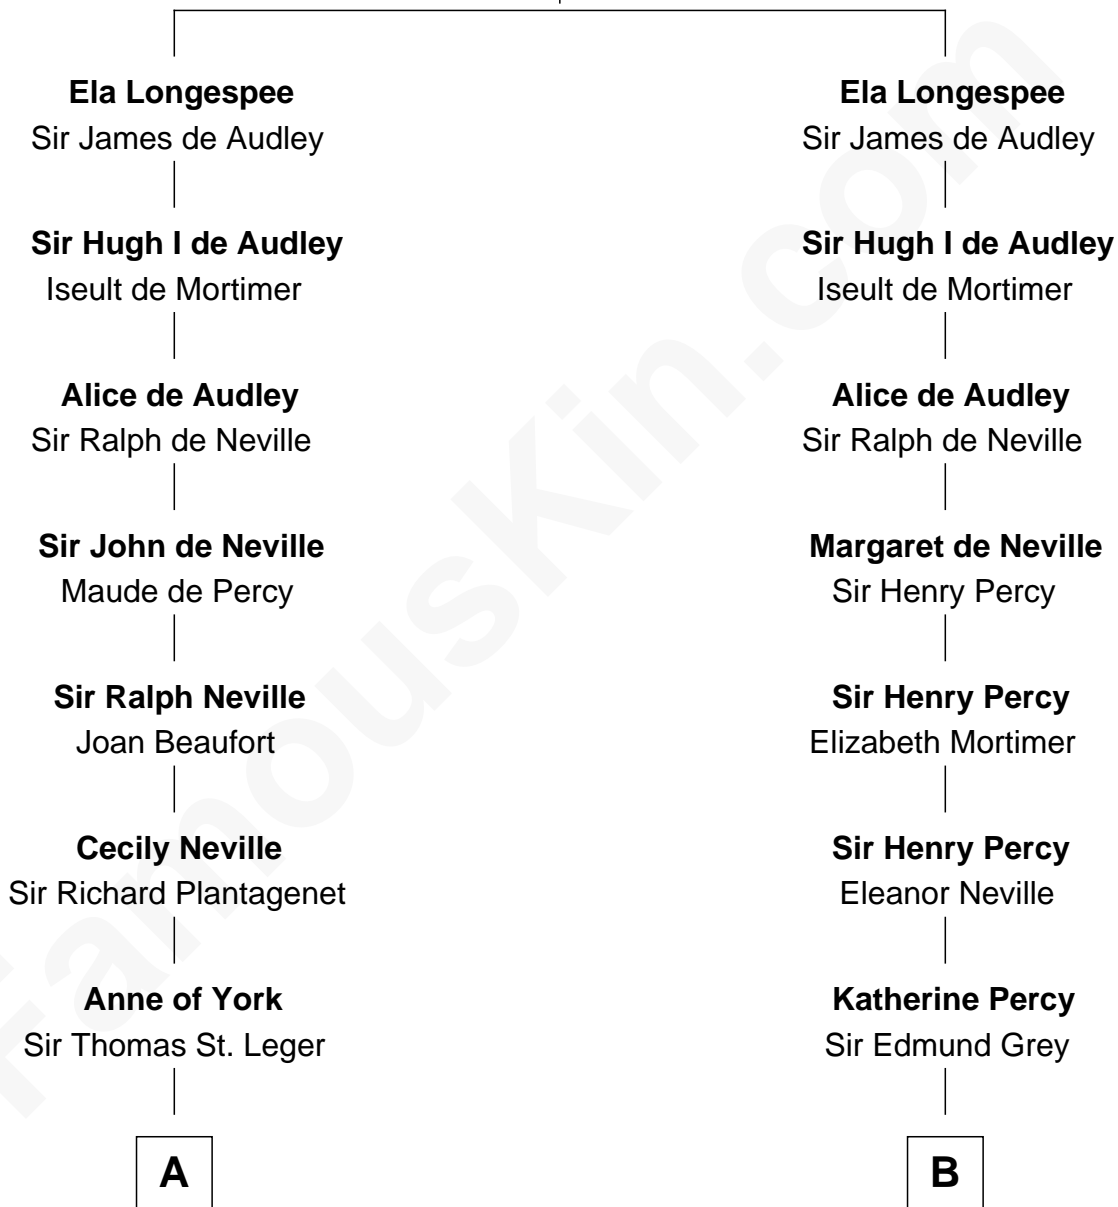 Ela Longespee
Sir James de Audley
Sir Hugh I de Audley
Iseult de Mortimer
Alice de Audley
Sir Ralph de Neville
Sir John de Neville
Maude de Percy
Sir Ralph Neville
Joan Beaufort
Cecily Neville
Sir Richard Plantagenet
Anne of York
Sir Thomas St. Leger
A
Ela Longespee
Sir James de Audley
Sir Hugh I de Audley
Iseult de Mortimer
Alice de Audley
Sir Ralph de Neville
Margaret de Neville
Sir Henry Percy
Sir Henry Percy
Elizabeth Mortimer
Sir Henry Percy
Eleanor Neville
Katherine Percy
Sir Edmund Grey
B
FamousKin.com